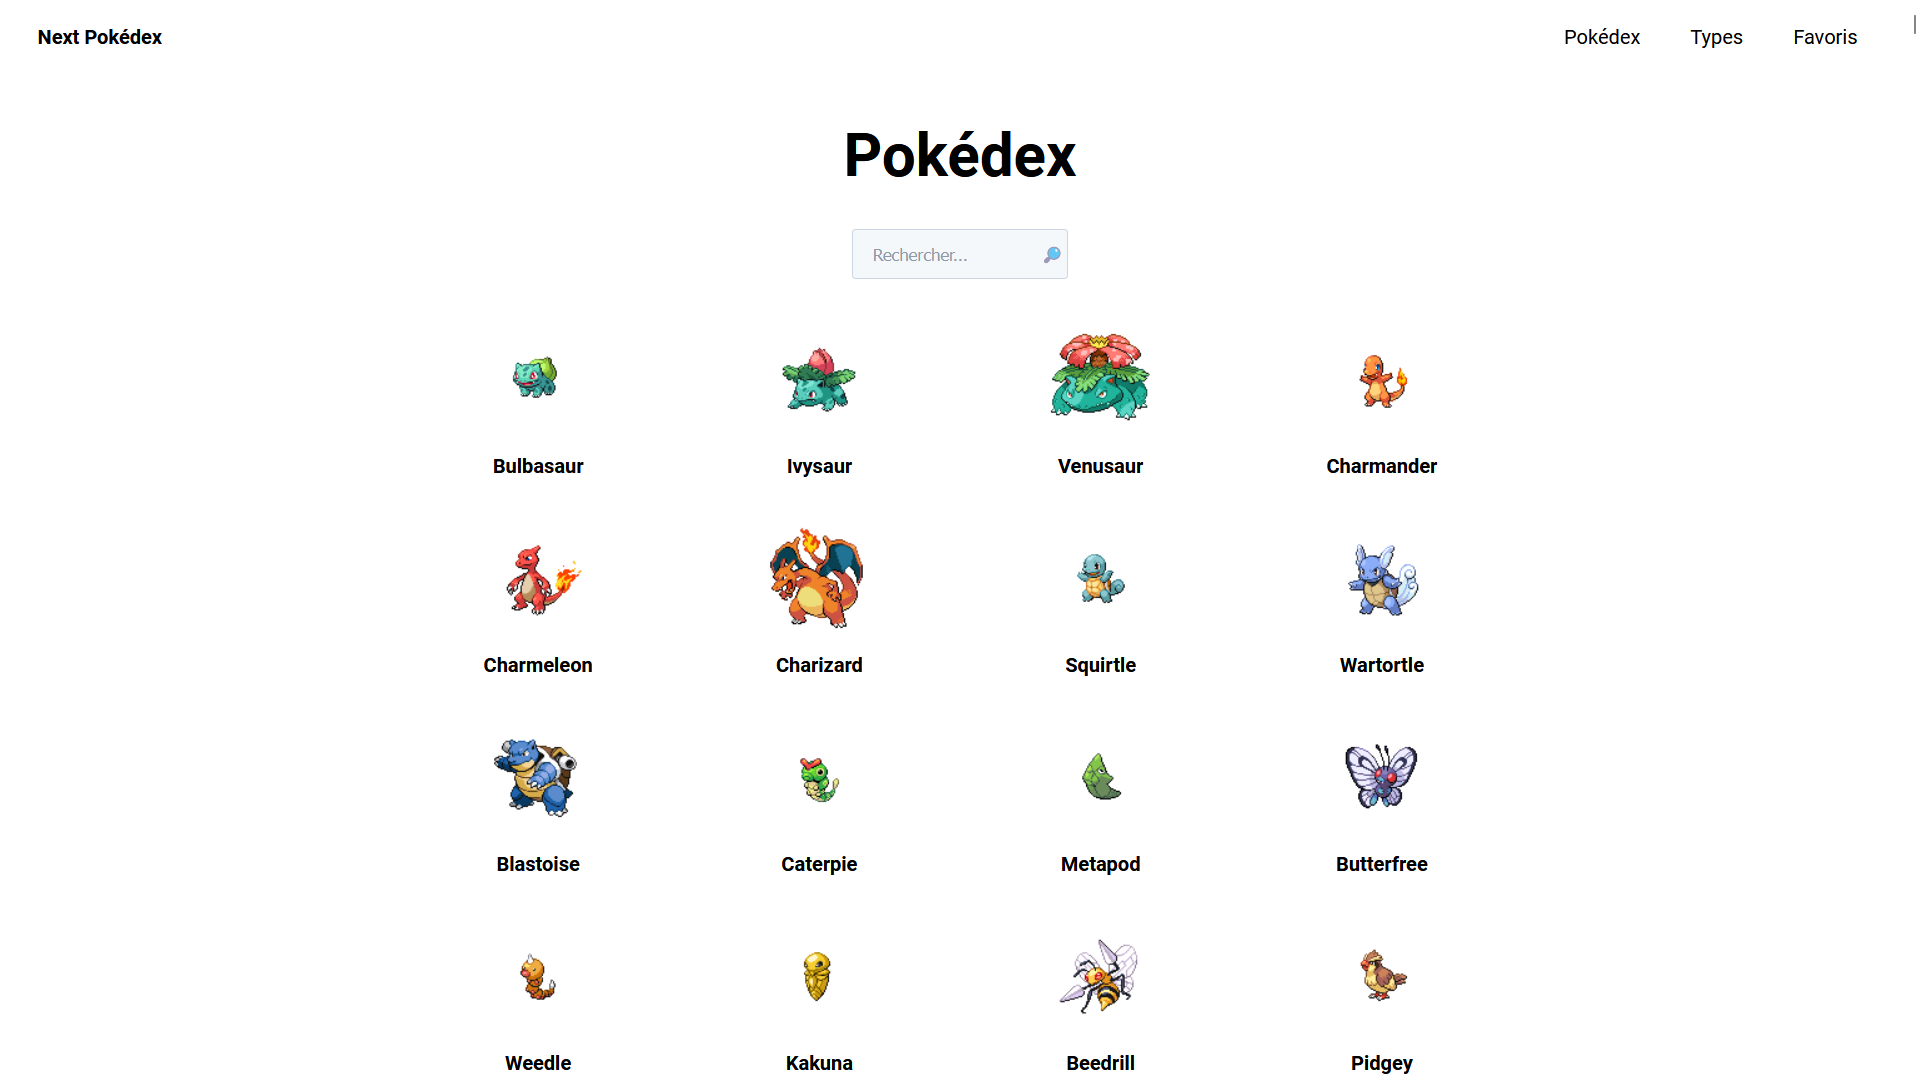 Next Pokédex
Pokédex Types Favoris
Pokédex
Rechercher...
Bulbasaur Ivysaur Venusaur Charmander
Charmeleon Charizard Squirtle Wartortle
Blastoise Caterpie Metapod Butterfree
Weedle Kakuna Beedrill Pidgey